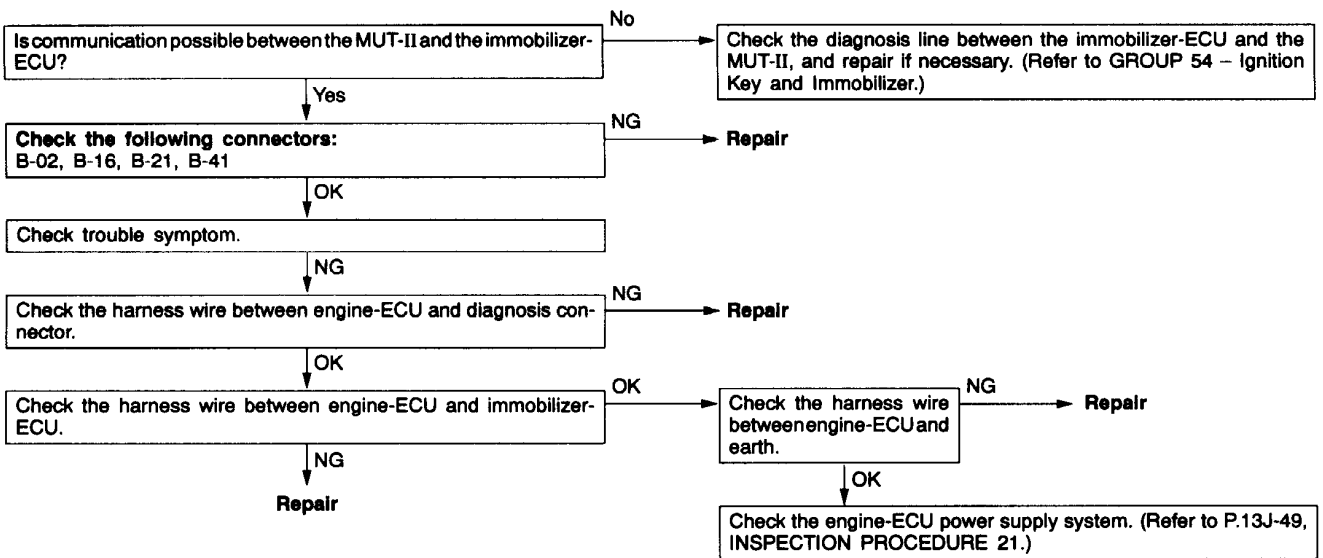 No
Is communication possible between the MUT-II and the immobilizer-
ECU?
Check the diagnosis line between the immobilizer-ECU and the
MUT-II, and repair if necessary. (Refer to GROUP 54 – Ignition
Key and Immobilizer.)
Yes
Check the following connectors:
B-02, B-16, B-21, B-41
NG
Repair
OK
Check trouble symptom.
NG
Check the harness wire between engine-ECU and diagnosis con-
nector.
NG
Repair
OK
Check the harness wire between engine-ECU and immobilizer-
ECU.
OK
Check the harness wire
between engine-ECU and
earth.
NG
Repair
NG
Repair
OK
Check the engine-ECU power supply system. (Refer to P.13J-49,
INSPECTION PROCEDURE 21.)